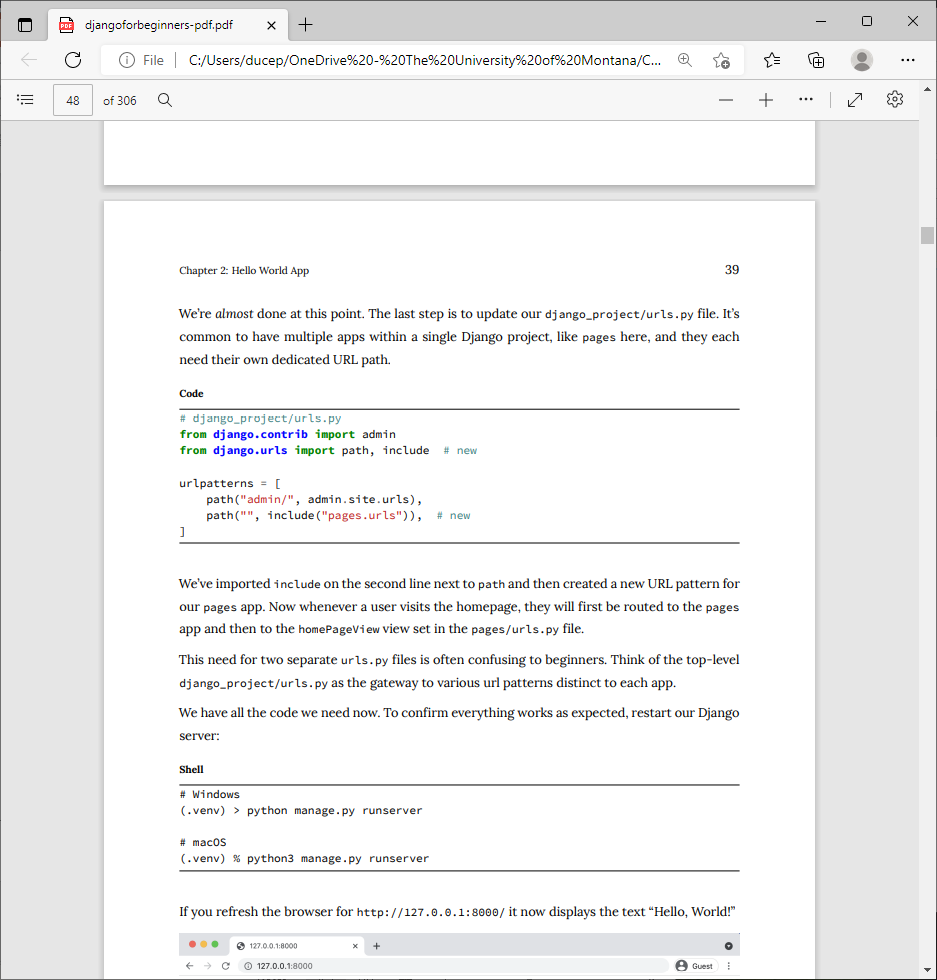 djangoforbeginners-pdf.pdf
File
C:/Users/ducep/OneDrive%20-%20The%20University%20of%20Montana/C...
48 of 306
Chapter 2: Hello World App 39
We're almost done at this point. The last step is to update our django_project/urls.py file. It's
common to have multiple apps within a single Django project, like pages here, and they each
need their own dedicated URL path.
Code
# django_project/urls.py
from django.contrib import admin
from django.urls import path, include  # new
urlpatterns = [
    path("admin/", admin.site.urls),
    path("", include("pages.urls")),  # new
]
We've imported include on the second line next to path and then created a new URL pattern for
our pages app. Now whenever a user visits the homepage, they will first be routed to the pages
app and then to the homePageView view set in the pages/urls.py file.
This need for two separate urls.py files is often confusing to beginners. Think of the top-level
django_project/urls.py as the gateway to various url patterns distinct to each app.
We have all the code we need now. To confirm everything works as expected, restart our Django
server:
Shell
# Windows
(.venv) > python manage.py runserver
# macOS
(.venv) % python3 manage.py runserver
If you refresh the browser for http://127.0.0.1:8000/ it now displays the text “Hello, World!”
127.0.0.1:8000
127.0.0.1:8000
Guest